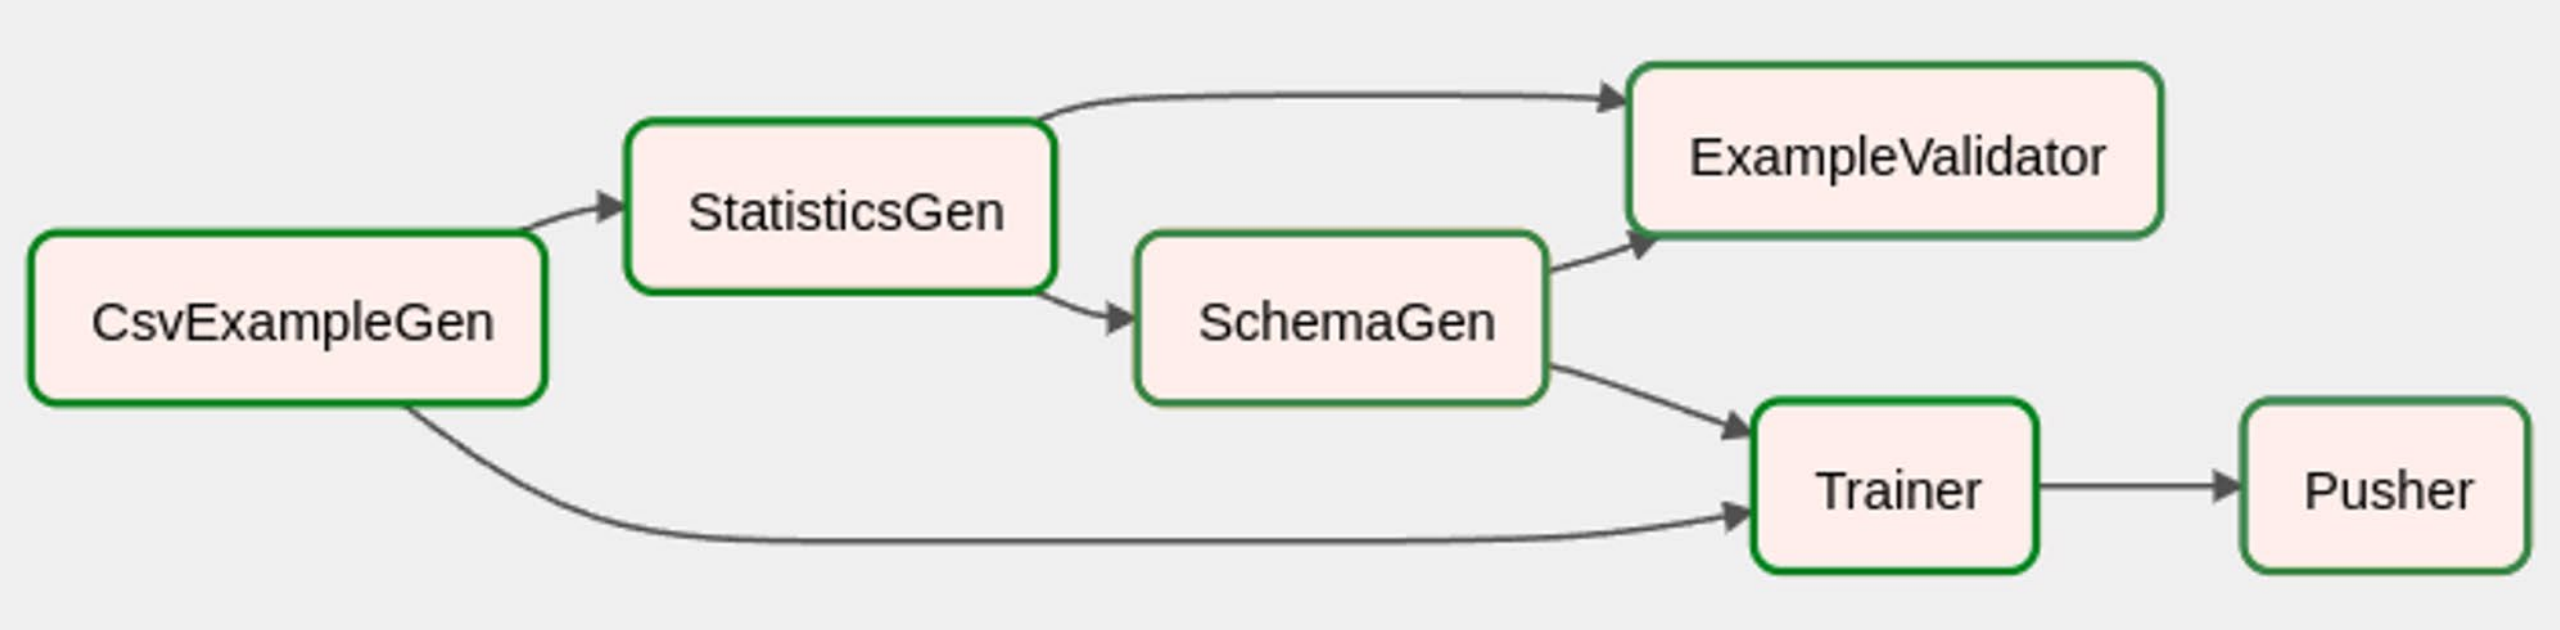 CsvExampleGen
StatisticsGen
SchemaGen
ExampleValidator
Trainer
Pusher